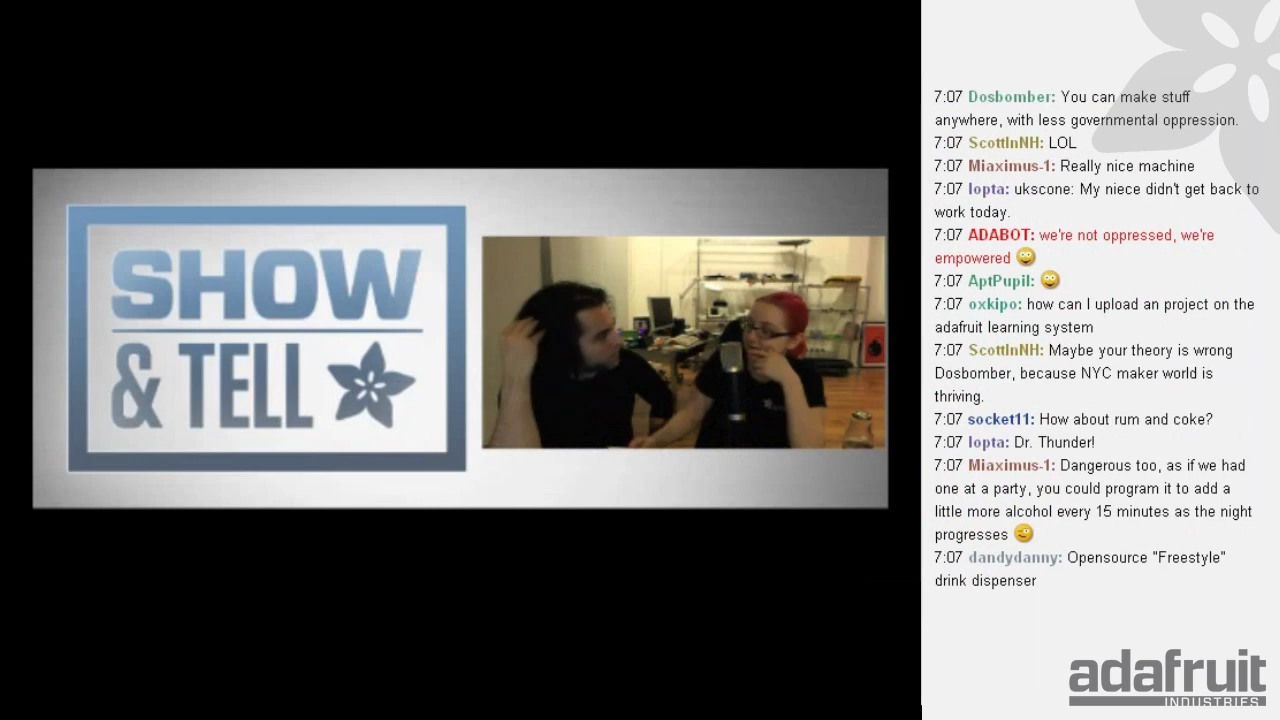 SHOW
& TELL
7:07 Dosbomber: You can make stuff
anywhere, with less governmental oppression.
7:07 ScottInNH: LOL
7:07 Miaximus-1: Really nice machine
7:07 lopta: ukscone: My niece didn't get back to
work today.
7:07 ADABOT: we're not oppressed, we're
empowered
7:07 AptPupil:
7:07 oxkipo: how can I upload an project on the
adafruit learning system
7:07 ScottInNH: Maybe your theory is wrong
Dosbomber, because NYC maker world is
thriving.
7:07 socket11: How about rum and coke?
7:07 lopta: Dr. Thunder!
7:07 Miaximus-1: Dangerous too, as if we had
one at a party, you could program it to add a
little more alcohol every 15 minutes as the night
progresses
7:07 dandydanny: Opensource "Freestyle"
drink dispenser
adafruit
INDUSTRIES